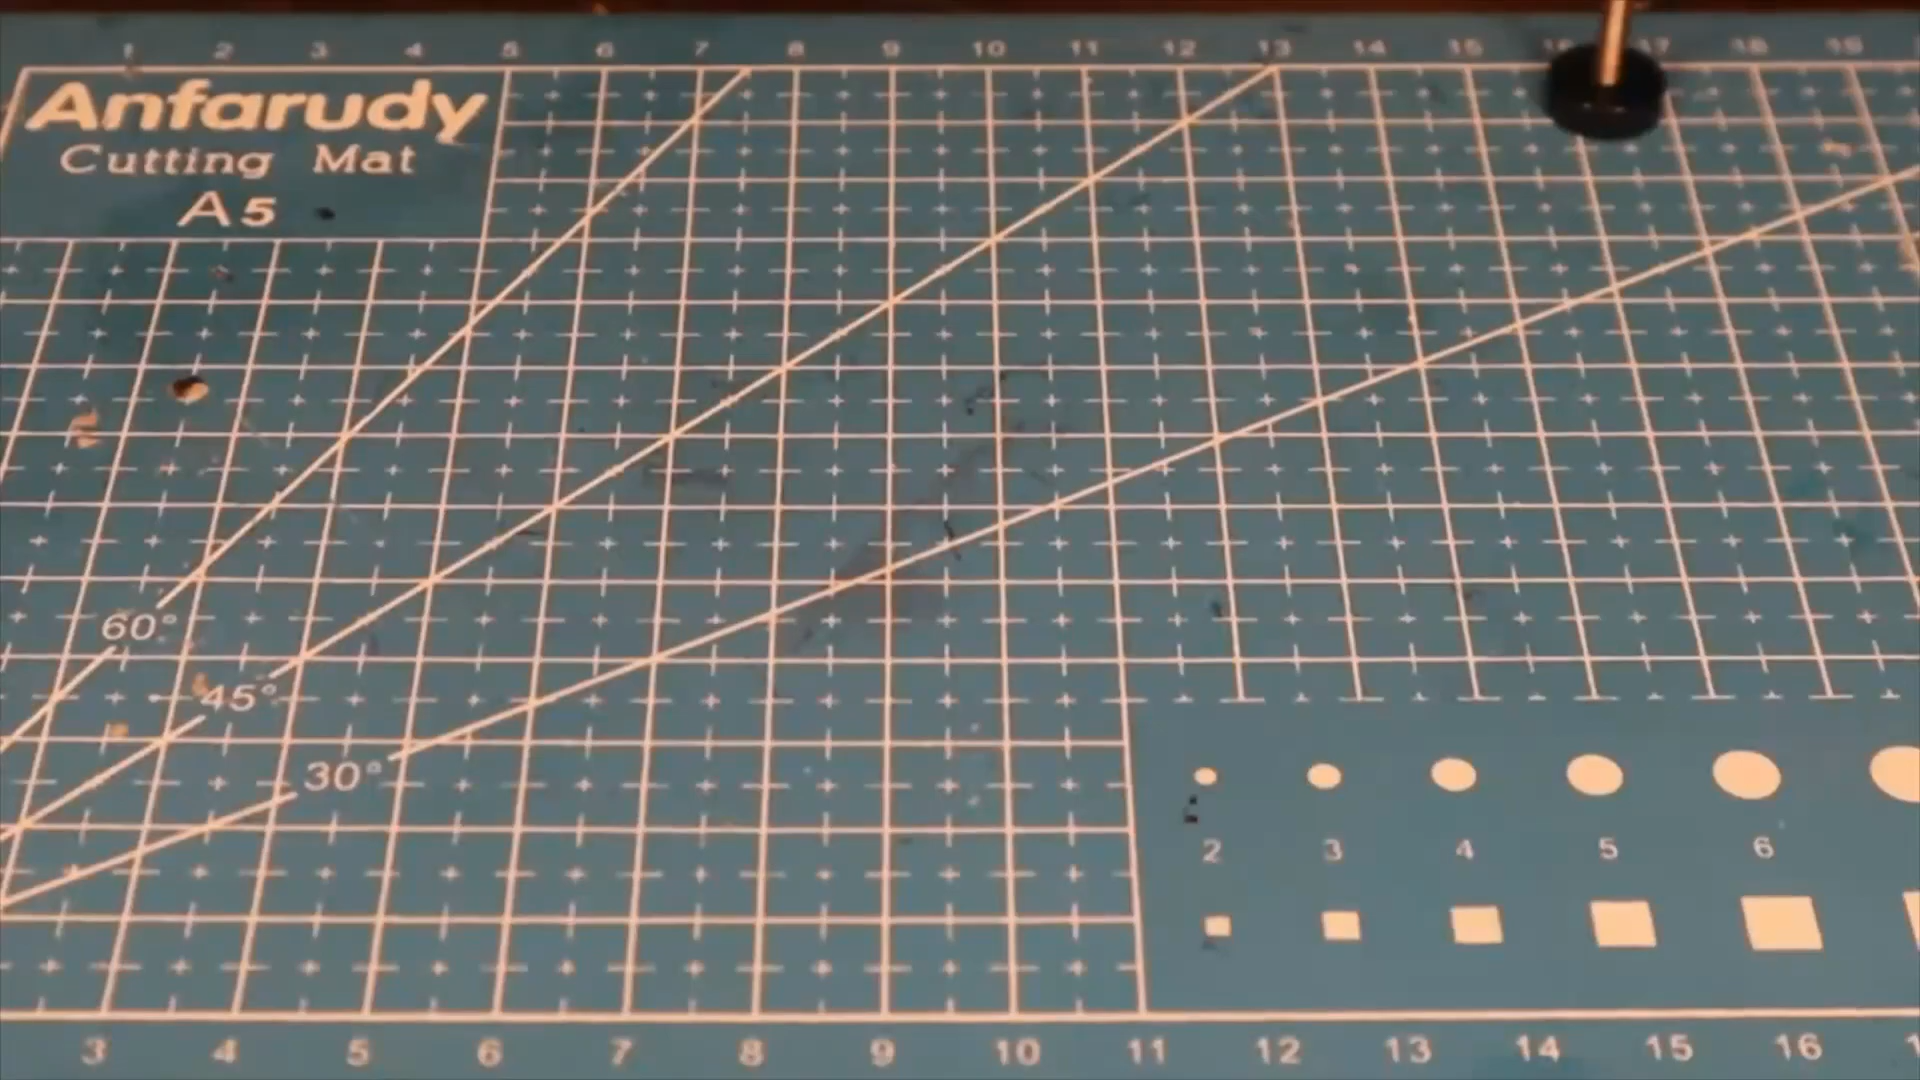 1 2 3 4 5 6 7 8 9 10 11 12 13 14 15 16 17 18 19
Anfarudy
Cutting Mat
A5
60°
45°
30°
2 3 4 5 6
3 4 5 6 7 8 9 10 11 12 13 14 15 16